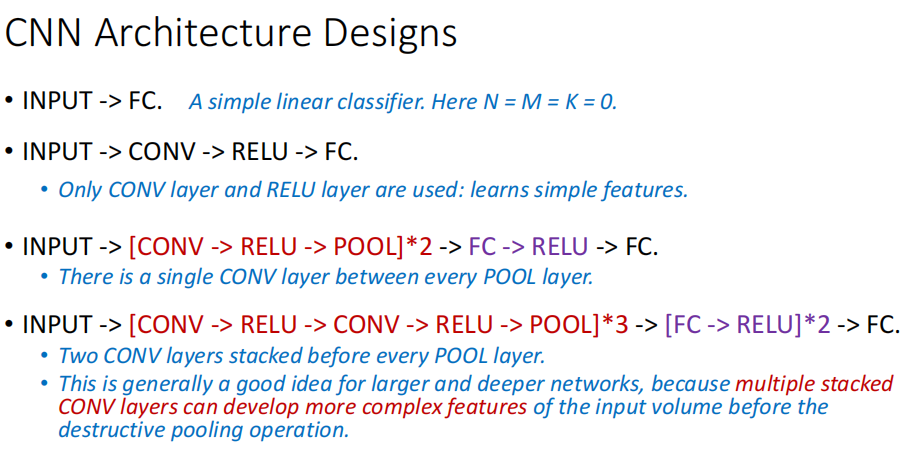 CNN Architecture Designs
• INPUT -> FC. A simple linear classifier. Here N = M = K = 0.
• INPUT -> CONV -> RELU -> FC.
• Only CONV layer and RELU layer are used: learns simple features.
• INPUT -> [CONV -> RELU -> POOL]*2 -> FC -> RELU -> FC.
• There is a single CONV layer between every POOL layer.
• INPUT -> [CONV -> RELU -> CONV -> RELU -> POOL]*3 -> [FC -> RELU]*2 -> FC.
• Two CONV layers stacked before every POOL layer.
• This is generally a good idea for larger and deeper networks, because multiple stacked
CONV layers can develop more complex features of the input volume before the
destructive pooling operation.